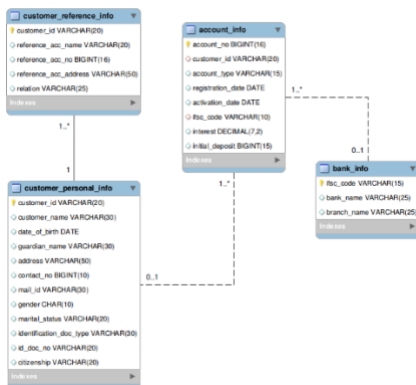 customer_reference_info
customer_id VARCHAR(20)
reference_acc_name VARCHAR(20)
reference_acc_no BIGINT(16)
reference_acc_address VARCHAR(50)
relation VARCHAR(25)
Indexes
account_info
account_no BIGINT(16)
customer_id VARCHAR(20)
account_type VARCHAR(15)
registration_date DATE
activation_date DATE
ifsc_code VARCHAR(10)
interest DECIMAL(7,2)
initial_deposit BIGINT(15)
Indexes
1..*
1
1..*
0..1
1..*
0..1
bank_info
ifsc_code VARCHAR(15)
bank_name VARCHAR(25)
branch_name VARCHAR(25)
Indexes
customer_personal_info
customer_id VARCHAR(20)
customer_name VARCHAR(30)
date_of_birth DATE
guardian_name VARCHAR(30)
address VARCHAR(50)
contact_no BIGINT(10)
mail_id VARCHAR(30)
gender CHAR(10)
marital_status VARCHAR(20)
identification_doc_type VARCHAR(30)
id_doc_no VARCHAR(20)
citizenship VARCHAR(20)